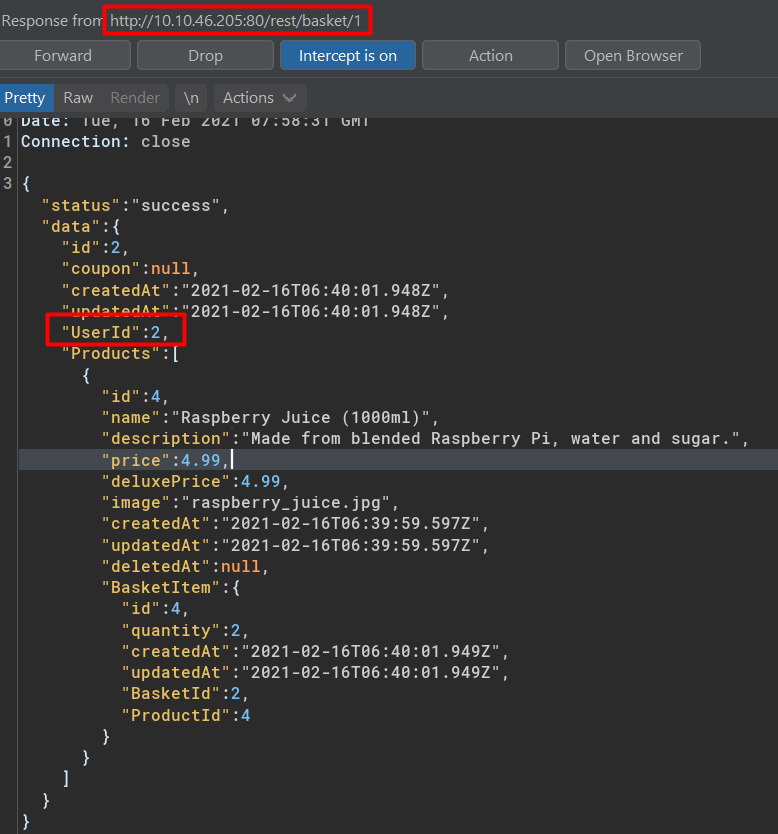 Response from http://10.10.46.205:80/rest/basket/1
Forward Drop Intercept is on Action Open Browser
Pretty Raw Render \n Actions
0 Date: Tue, 16 Feb 2021 07:58:31 GMT
1 Connection: close
2
3 {
"status":"success",
"data":{
"id":2,
"coupon":null,
"createdAt":"2021-02-16T06:40:01.948Z",
"updatedAt":"2021-02-16T06:40:01.948Z",
"UserId":2,
"Products":[
{
"id":4,
"name":"Raspberry Juice (1000ml)",
"description":"Made from blended Raspberry Pi, water and sugar.",
"price":4.99,
"deluxePrice":4.99,
"image":"raspberry_juice.jpg",
"createdAt":"2021-02-16T06:39:59.597Z",
"updatedAt":"2021-02-16T06:39:59.597Z",
"deletedAt":null,
"BasketItem":{
"id":4,
"quantity":2,
"createdAt":"2021-02-16T06:40:01.949Z",
"updatedAt":"2021-02-16T06:40:01.949Z",
"BasketId":2,
"ProductId":4
}
}
]
}
}